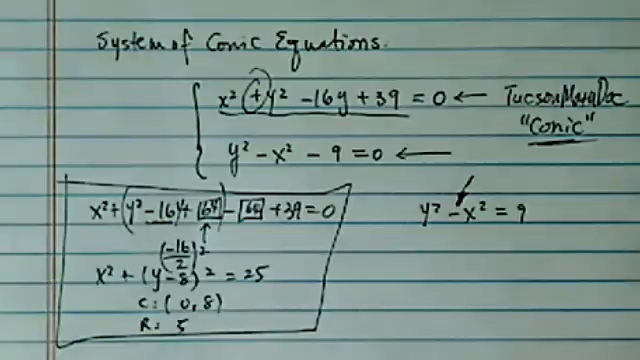 System of Conic Equations.
x² + y² - 16y + 39 = 0 ← TucsonMathDoc
"Conic"
y² - x² - 9 = 0 ←
x² + (y² - 16y + 64) - 64 + 39 = 0
y² - x² = 9
(-16/2)²
x² + (y - 8)² = 25
C: (0, 8)
R: 5